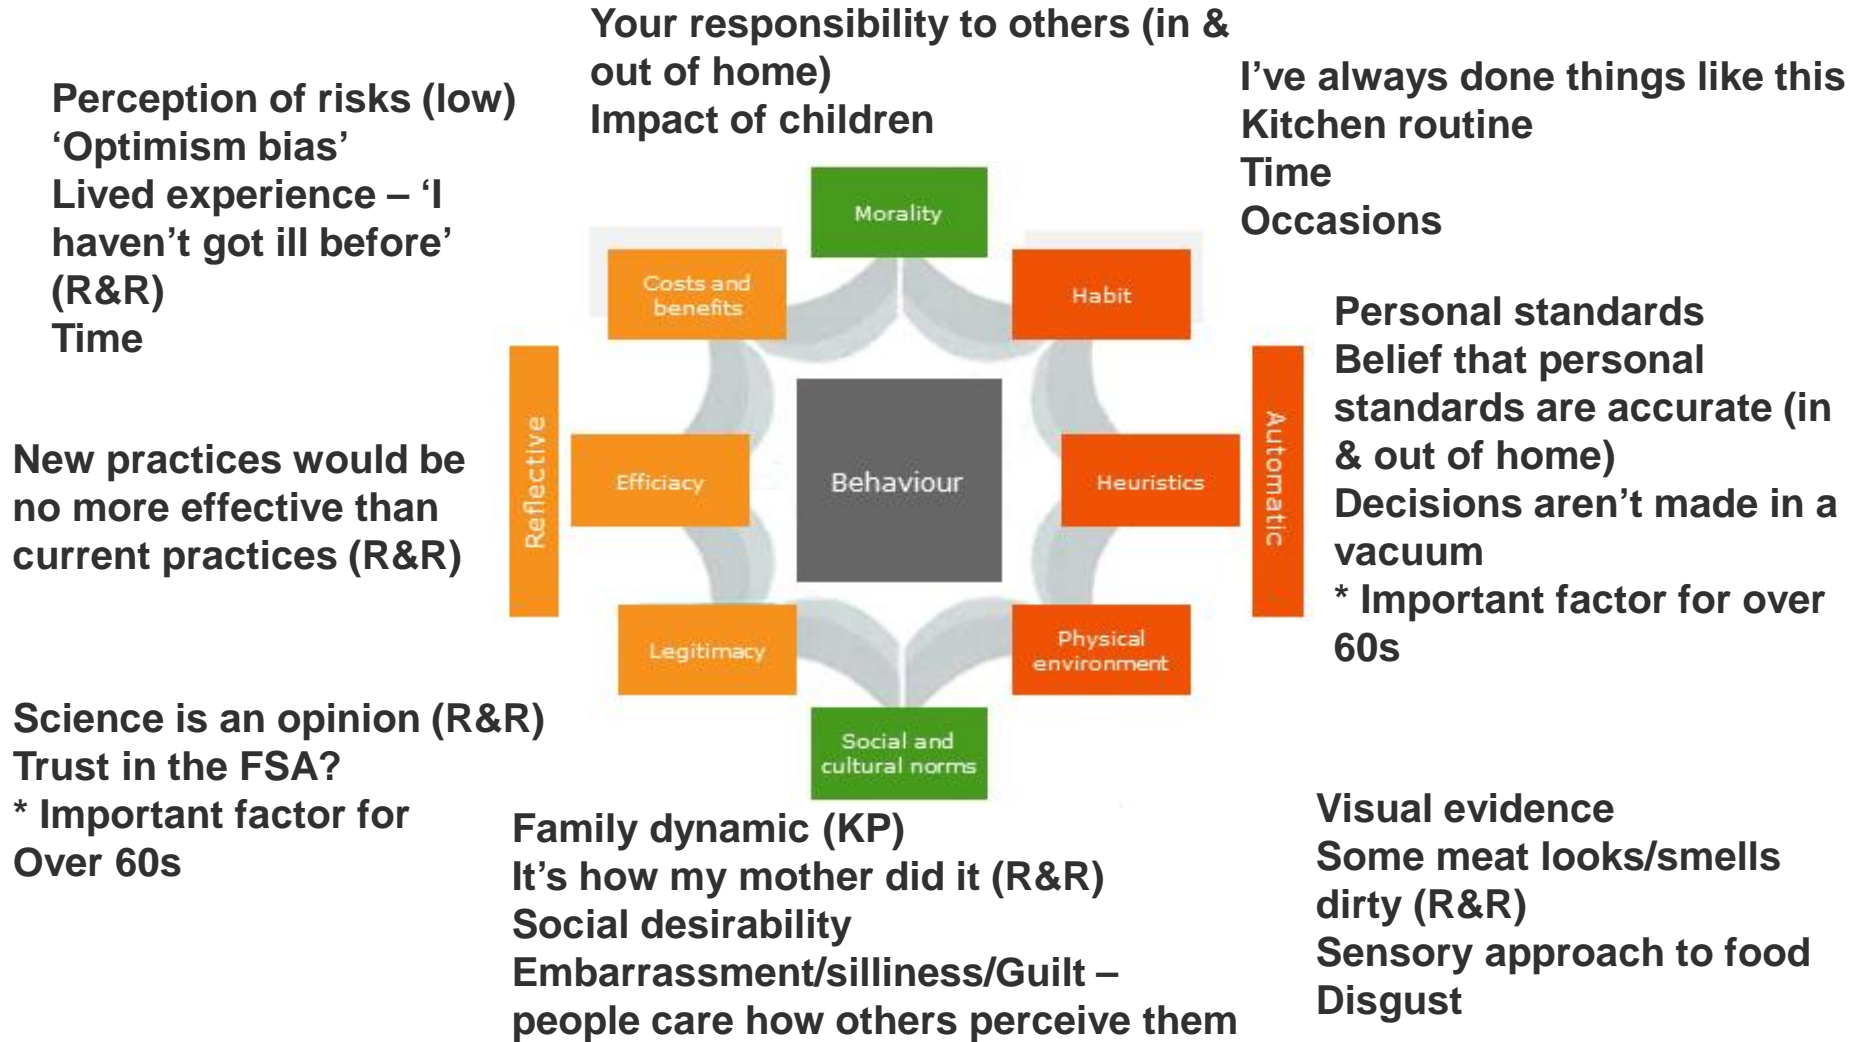 Your responsibility to others (in &
out of home)
Impact of children
Perception of risks (low)
‘Optimism bias’
Lived experience – ‘I
haven’t got ill before’
(R&R)
Time
I’ve always done things like this
Kitchen routine
Time
Occasions
Morality
Costs and
benefits
Habit
Reflective
Efficiacy
Behaviour
Heuristics
Automatic
Legitimacy
Physical
environment
Social and
cultural norms
New practices would be
no more effective than
current practices (R&R)
Personal standards
Belief that personal
standards are accurate (in
& out of home)
Decisions aren’t made in a
vacuum
* Important factor for over
60s
Science is an opinion (R&R)
Trust in the FSA?
* Important factor for
Over 60s
Family dynamic (KP)
It’s how my mother did it (R&R)
Social desirability
Embarrassment/silliness/Guilt –
people care how others perceive them
Visual evidence
Some meat looks/smells
dirty (R&R)
Sensory approach to food
Disgust